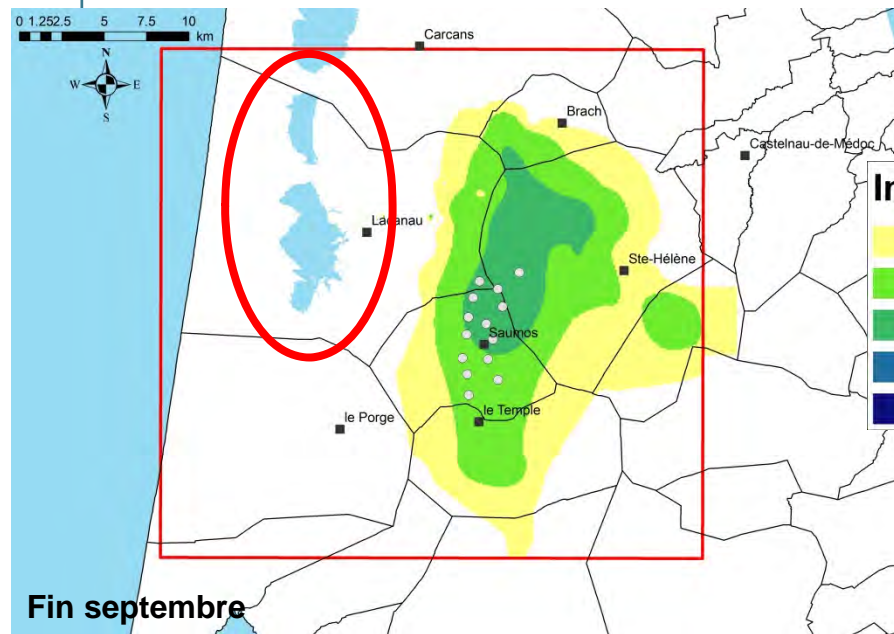 0 1.252.5 5 7.5 10
km
N
W E
S
Carcans
Brach
Castelnau-de-Médoc
In
Lacanau
Ste-Hélène
Saumos
le Temple
le Porge
Fin septembre